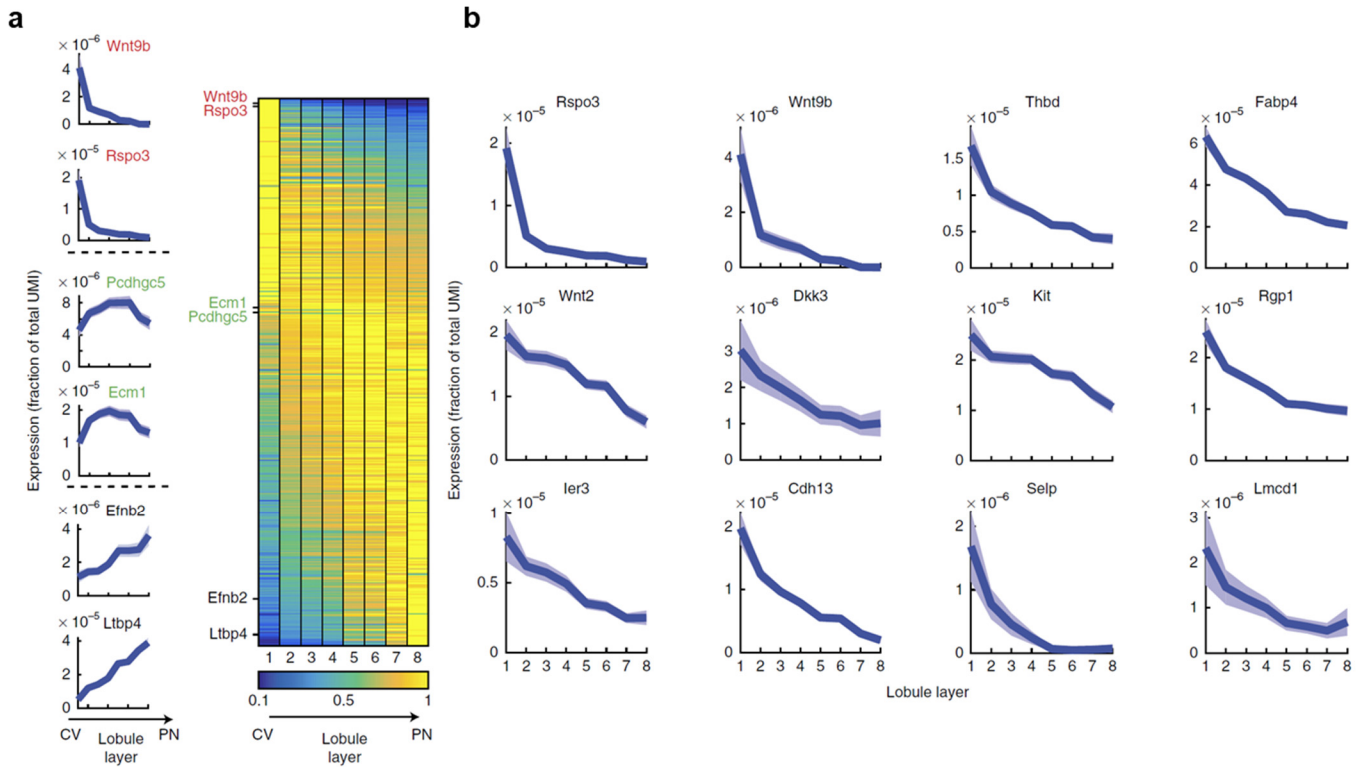 a
× 10⁻⁶ Wnt9b
4
2
0
× 10⁻⁵ Rspo3
2
1
0
× 10⁻⁶ Pcdhgc5
8
6
4
2
0
× 10⁻⁵ Ecm1
2
1
0
× 10⁻⁶ Efnb2
4
2
0
× 10⁻⁵ Ltbp4
4
2
0
Expression (fraction of total UMI)
CV Lobule layer PN
Wnt9b
Rspo3
Ecm1
Pcdhgc5
Efnb2
Ltbp4
1 2 3 4 5 6 7 8
0.1 0.5 1
CV Lobule layer PN
b
Expression (fraction of total UMI)
Rspo3
× 10⁻⁵
2
1
0
Wnt9b
× 10⁻⁶
4
2
0
Thbd
× 10⁻⁵
1.5
1
0.5
0
Fabp4
× 10⁻⁵
6
4
2
0
Wnt2
× 10⁻⁵
2
1
0
Dkk3
× 10⁻⁶
3
2
1
0
Kit
× 10⁻⁵
2
1
0
Rgp1
× 10⁻⁵
2
1
0
Ier3
× 10⁻⁵
1
0.5
0
1 2 3 4 5 6 7 8
Cdh13
× 10⁻⁵
2
1
0
1 2 3 4 5 6 7 8
Selp
× 10⁻⁶
2
1
0
1 2 3 4 5 6 7 8
Lmcd1
× 10⁻⁶
3
2
1
0
1 2 3 4 5 6 7 8
Lobule layer